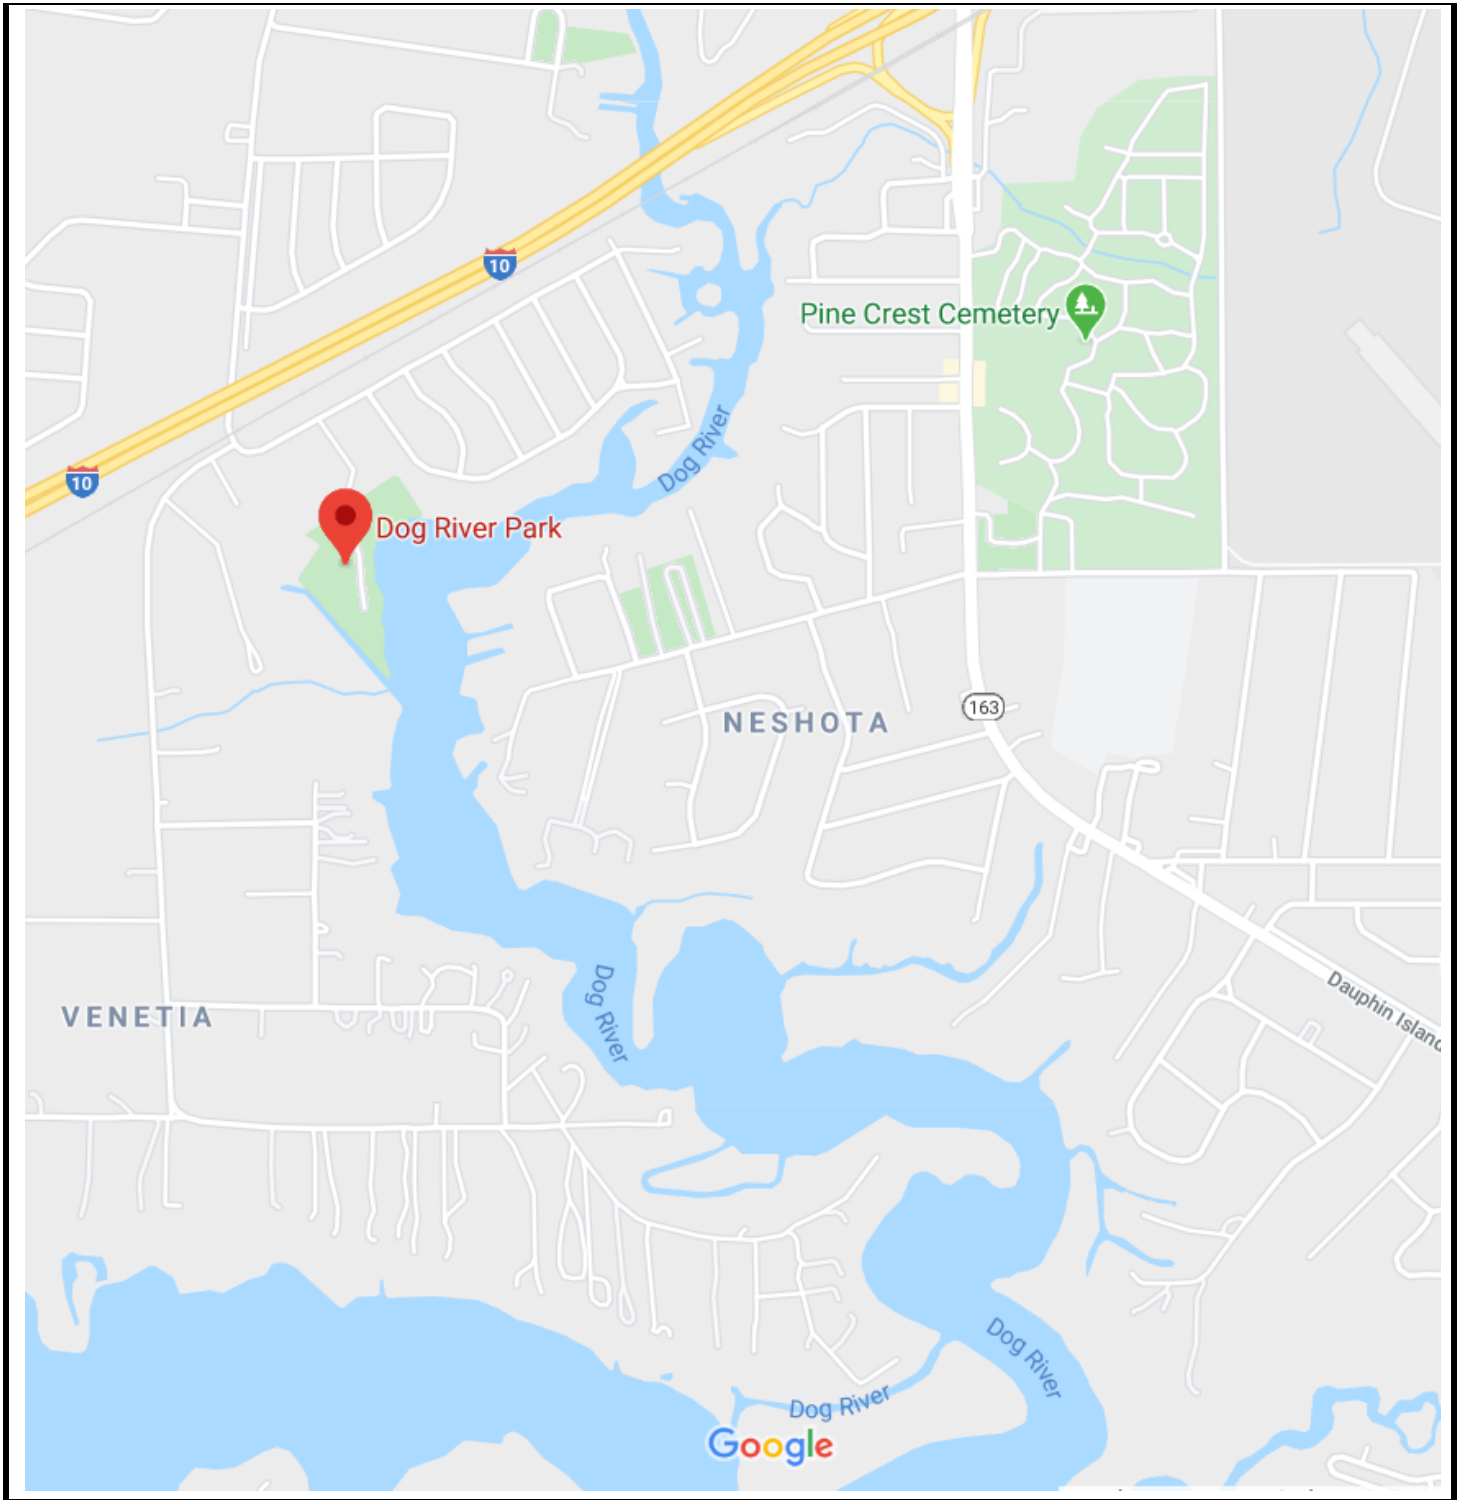 10
Pine Crest Cemetery
Dog River
10
Dog River Park
163
NESHOTA
Dog River
Dauphin Island
VENETIA
Dog River
Dog River
Google